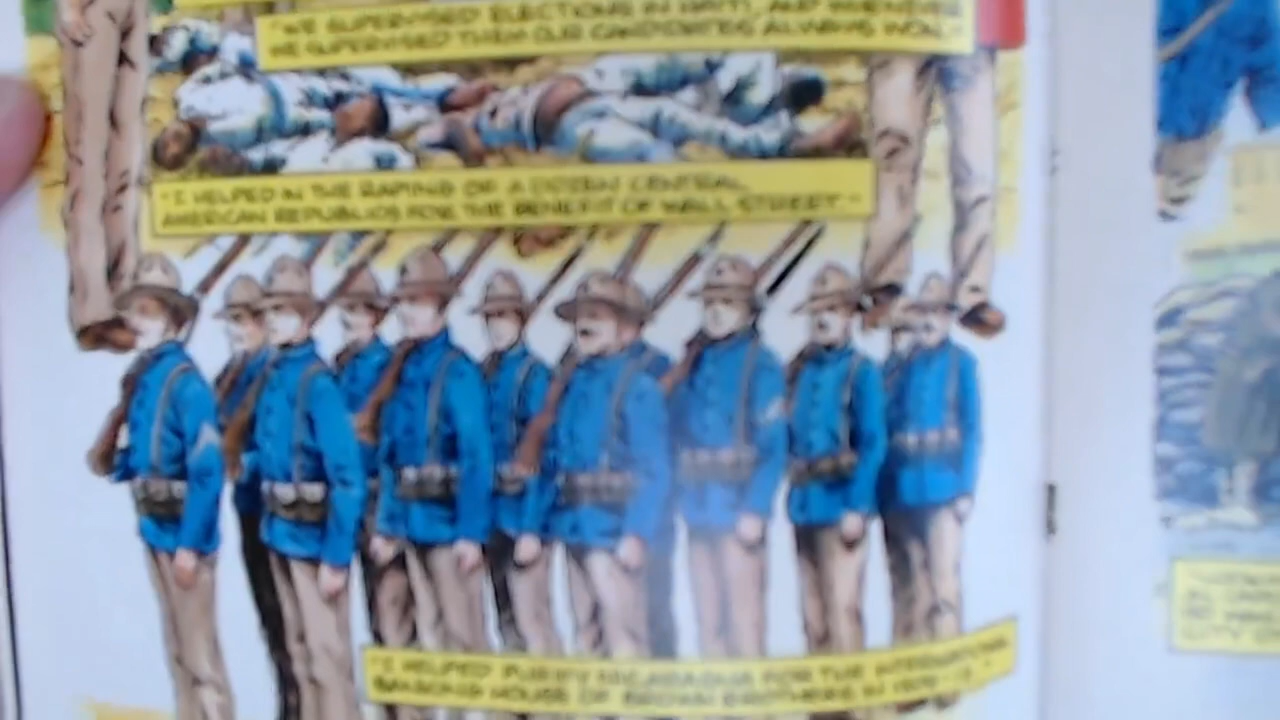 "WE SUPERVISED ELECTIONS IN HAITI, AND WHENEVER
WE SUPERVISED THEM OUR CANDIDATES ALWAYS WON."
"I HELPED IN THE RAPING OF A DOZEN CENTRAL
AMERICAN REPUBLICS FOR THE BENEFIT OF WALL STREET."
"I HELPED PURIFY NICARAGUA FOR THE INTERNATIONAL
BANKING HOUSE OF BROWN BROTHERS IN